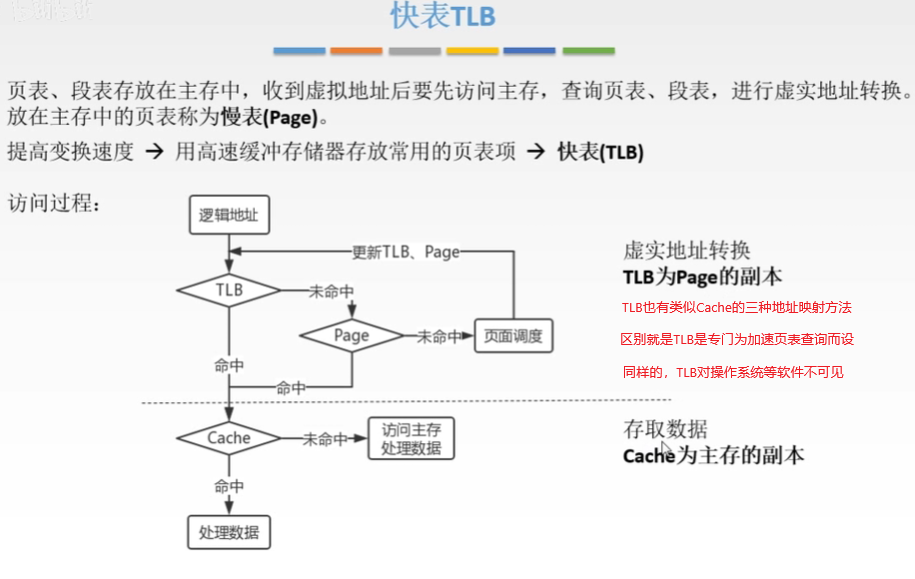 快表TLB
页表、段表存放在主存中，收到虚拟地址后要先访问主存，查询页表、段表，进行虚实地址转换。
放在主存中的页表称为慢表(Page)。
提高变换速度 → 用高速缓冲存储器存放常用的页表项 → 快表(TLB)
访问过程：
逻辑地址
更新TLB、Page
TLB
未命中
Page
未命中
页面调度
命中
命中
虚实地址转换
TLB为Page的副本
TLB也有类似Cache的三种地址映射方法
区别就是TLB是专门为加速页表查询而设
同样的，TLB对操作系统等软件不可见
Cache
未命中
访问主存
处理数据
命中
处理数据
存取数据
Cache为主存的副本